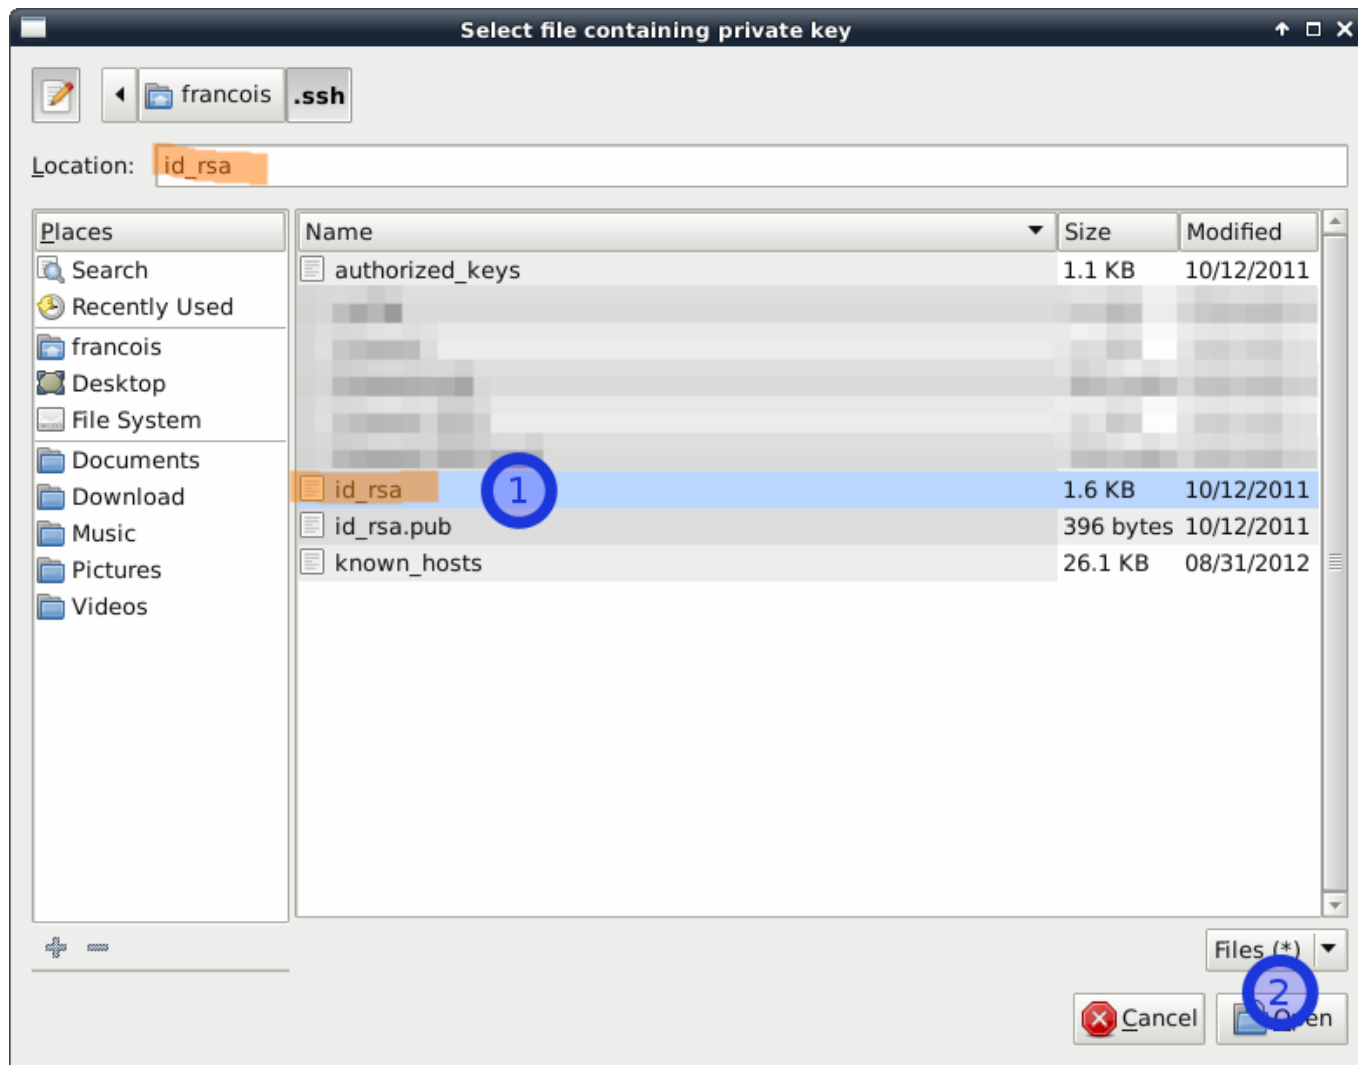 Select file containing private key
francois .ssh
Location: id_rsa
Places Name Size Modified
Search authorized_keys 1.1 KB 10/12/2011
Recently Used
francois
Desktop
File System
Documents
Download id_rsa 1 1.6 KB 10/12/2011
Music id_rsa.pub 396 bytes 10/12/2011
Pictures known_hosts 26.1 KB 08/31/2012
Videos
Files (*)
2
Cancel Open